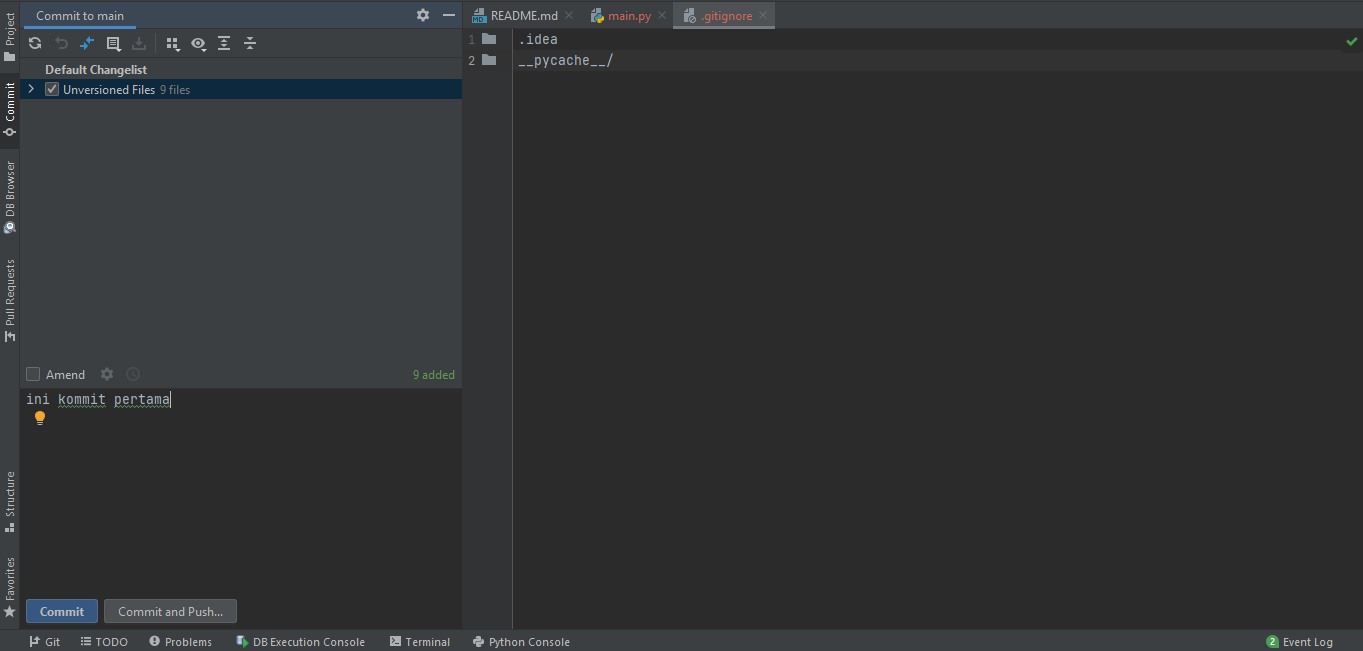 Project
Commit
DB Browser
Pull Requests
Structure
Favorites
Commit to main
Default Changelist
Unversioned Files 9 files
Amend
9 added
ini kommit pertama
Commit
Commit and Push...
README.md
main.py
.gitignore
1 .idea
2 __pycache__/
Git
TODO
Problems
DB Execution Console
Terminal
Python Console
2 Event Log